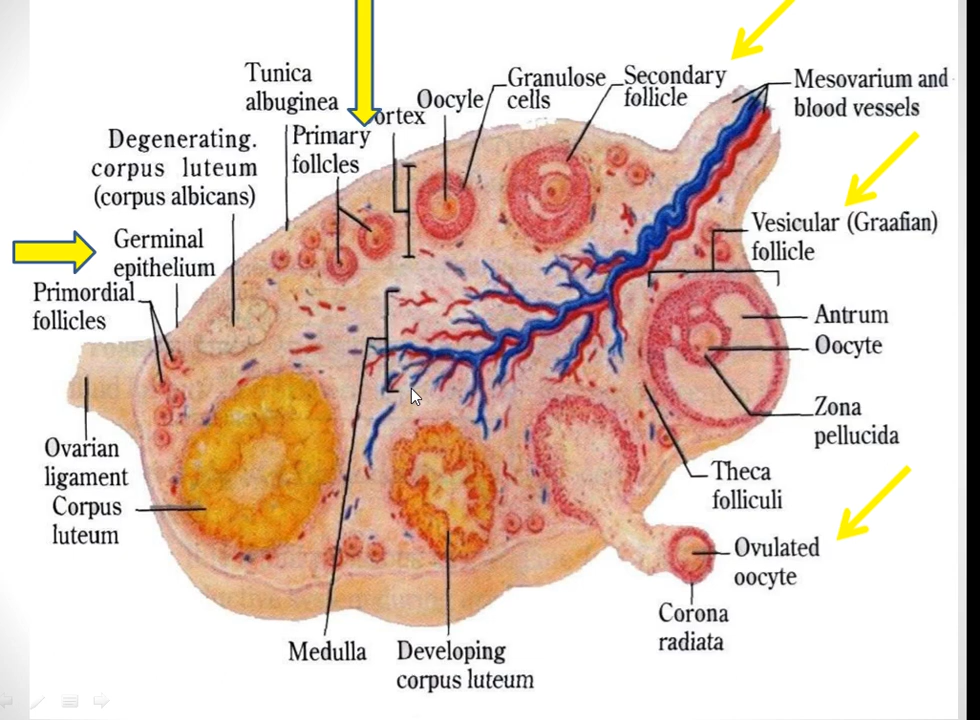 Tunica
albuginea
Primary
follcles
ortex
Oocyle
Granulose
cells
Secondary
follicle
Mesovarium and
blood vessels
Degenerating.
corpus luteum
(corpus albicans)
Germinal
epithelium
Primordial
follicles
Vesicular (Graafian)
follicle
Antrum
Oocyte
Zona
pellucida
Ovarian
ligament
Corpus
luteum
Theca
folliculi
Ovulated
oocyte
Corona
radiata
Medulla
Developing
corpus luteum